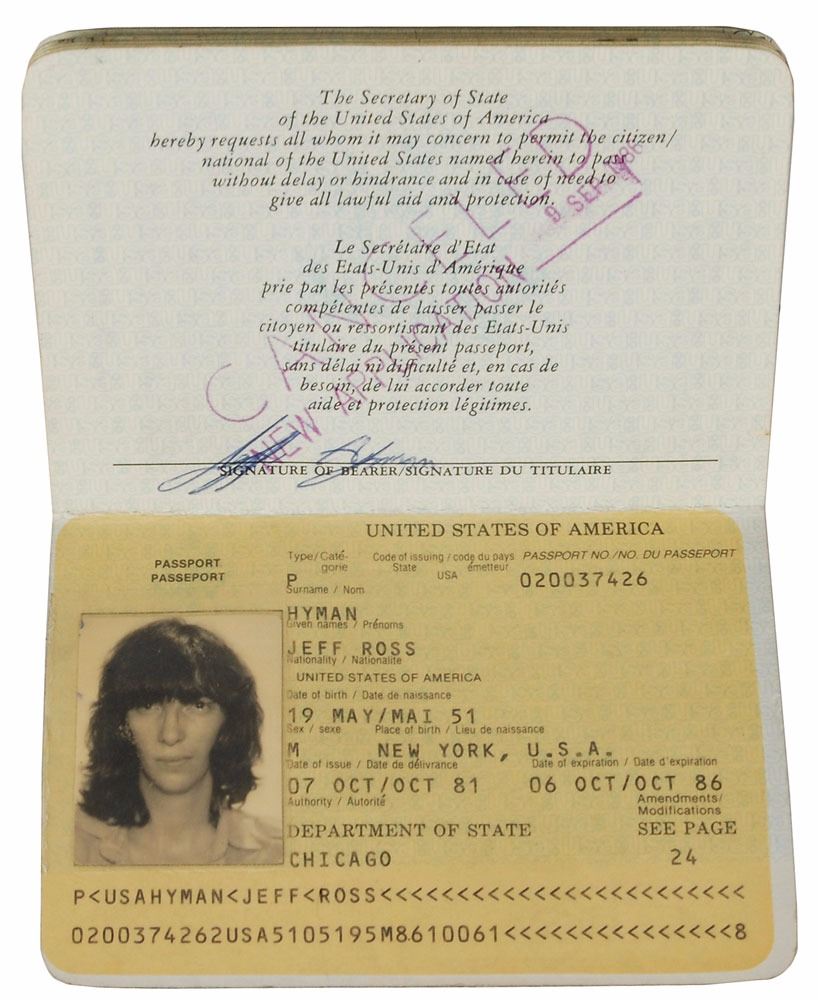 The Secretary of State
of the United States of America
hereby requests all whom it may concern to permit the citizen/
national of the United States named herein to pass
without delay or hindrance and in case of need to
give all lawful aid and protection.
Le Secrétaire d'Etat
des Etats-Unis d'Amérique
prie par les présentes toutes autorités
compétentes de laisser passer le
citoyen ou ressortissant des Etats-Unis
titulaire du présent passeport,
sans délai ni difficulté et, en cas de
besoin, de lui accorder toute
aide et protection légitimes.
CANCELED
9 SEP 1986
NEW APPLICATION
SIGNATURE OF BEARER/SIGNATURE DU TITULAIRE
UNITED STATES OF AMERICA
PASSPORT
PASSEPORT
Type/Caté-gorie
Code of issuing / code du pays
State USA émetteur
PASSPORT NO./NO. DU PASSEPORT
P
020037426
Surname / Nom
HYMAN
Given names / Prénoms
JEFF ROSS
Nationality / Nationalité
UNITED STATES OF AMERICA
Date of birth / Date de naissance
19 MAY/MAI 51
Sex / sexe Place of birth / Lieu de naissance
M NEW YORK, U.S.A.
Date of issue / Date de délivrance Date of expiration / Date d'expiration
07 OCT/OCT 81 06 OCT/OCT 86
Authority / Autorité Amendments/
Modifications
DEPARTMENT OF STATE SEE PAGE
CHICAGO 24
P<USAHYMAN<JEFF<ROSS<<<<<<<<<<<<<<<<<<<<<<<<
0200374262USA5105195M8610061<<<<<<<<<<<<<<<8